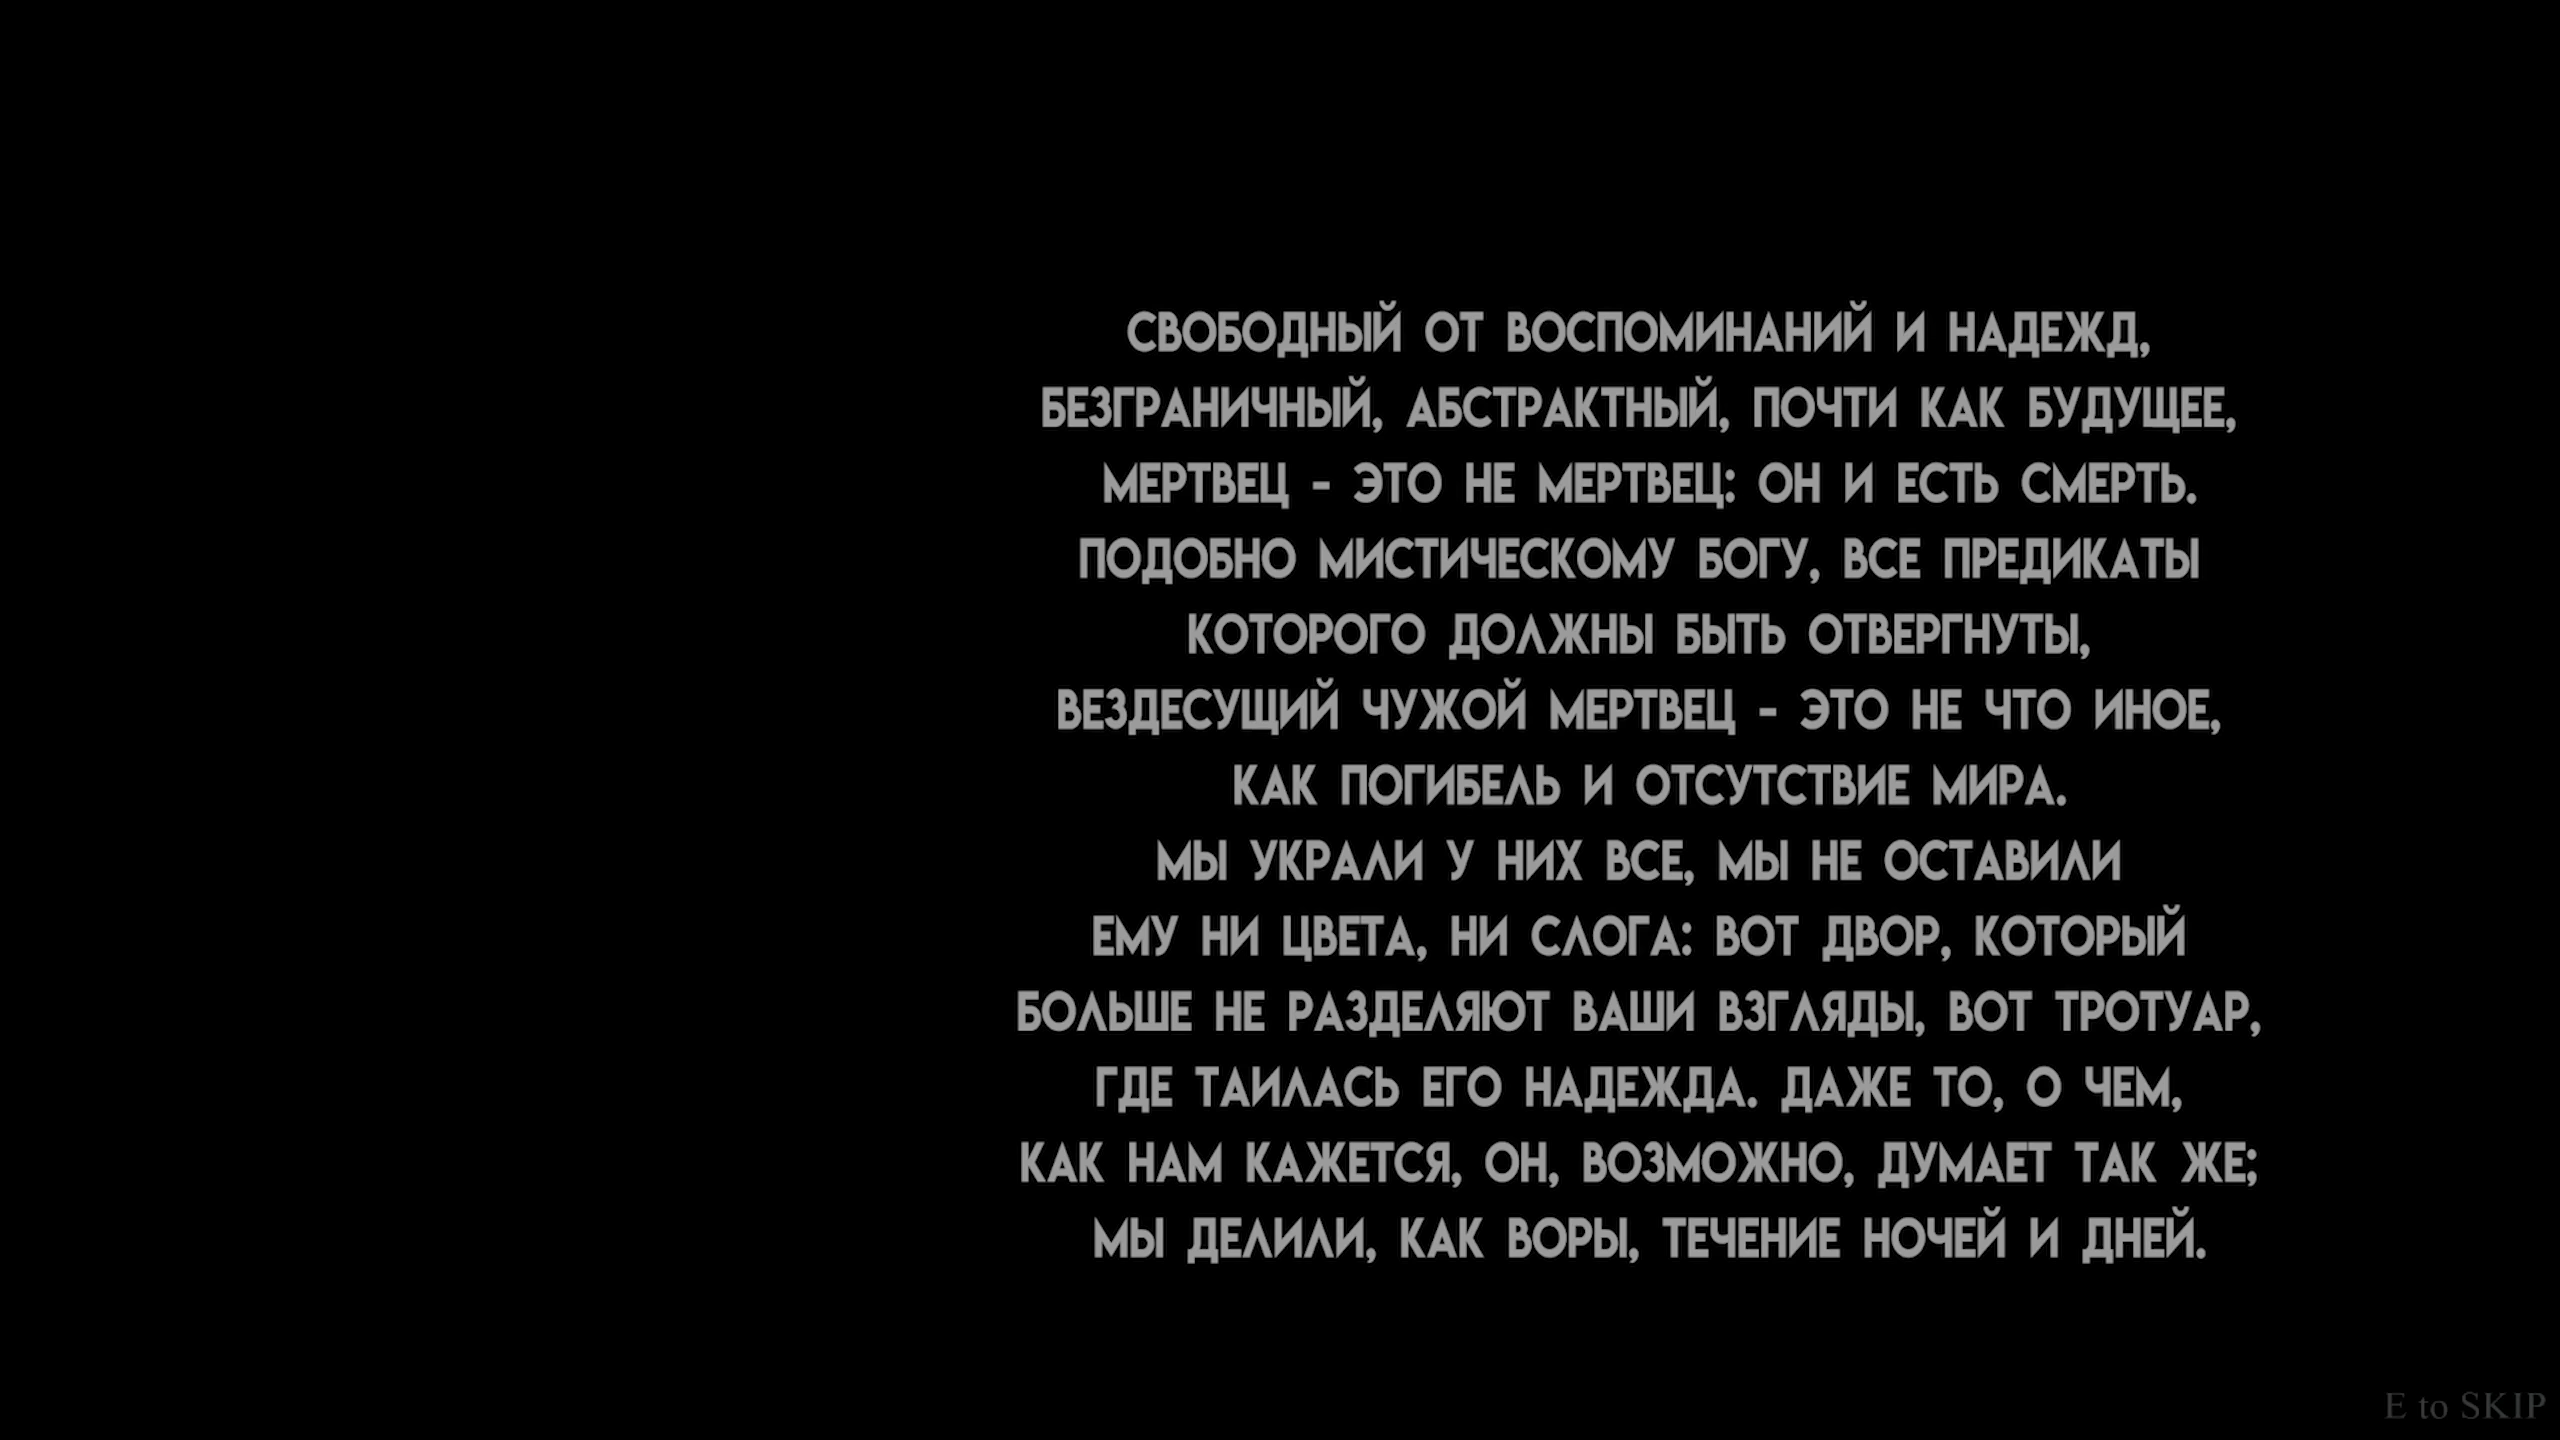 СВОБОДНЫЙ ОТ ВОСПОМИНАНИЙ И НАДЕЖД,
БЕЗГРАНИЧНЫЙ, АБСТРАКТНЫЙ, ПОЧТИ КАК БУДУЩЕЕ,
МЕРТВЕЦ - ЭТО НЕ МЕРТВЕЦ: ОН И ЕСТЬ СМЕРТЬ.
ПОДОБНО МИСТИЧЕСКОМУ БОГУ, ВСЕ ПРЕДИКАТЫ
КОТОРОГО ДОЛЖНЫ БЫТЬ ОТВЕРГНУТЫ,
ВЕЗДЕСУЩИЙ ЧУЖОЙ МЕРТВЕЦ - ЭТО НЕ ЧТО ИНОЕ,
КАК ПОГИБЕЛЬ И ОТСУТСТВИЕ МИРА.
МЫ УКРАЛИ У НИХ ВСЕ, МЫ НЕ ОСТАВИЛИ
ЕМУ НИ ЦВЕТА, НИ СЛОГА: ВОТ ДВОР, КОТОРЫЙ
БОЛЬШЕ НЕ РАЗДЕЛЯЮТ ВАШИ ВЗГЛЯДЫ, ВОТ ТРОТУАР,
ГДЕ ТАИЛАСЬ ЕГО НАДЕЖДА. ДАЖЕ ТО, О ЧЕМ,
КАК НАМ КАЖЕТСЯ, ОН, ВОЗМОЖНО, ДУМАЕТ ТАК ЖЕ;
МЫ ДЕЛИЛИ, КАК ВОРЫ, ТЕЧЕНИЕ НОЧЕЙ И ДНЕЙ.
E to SKIP